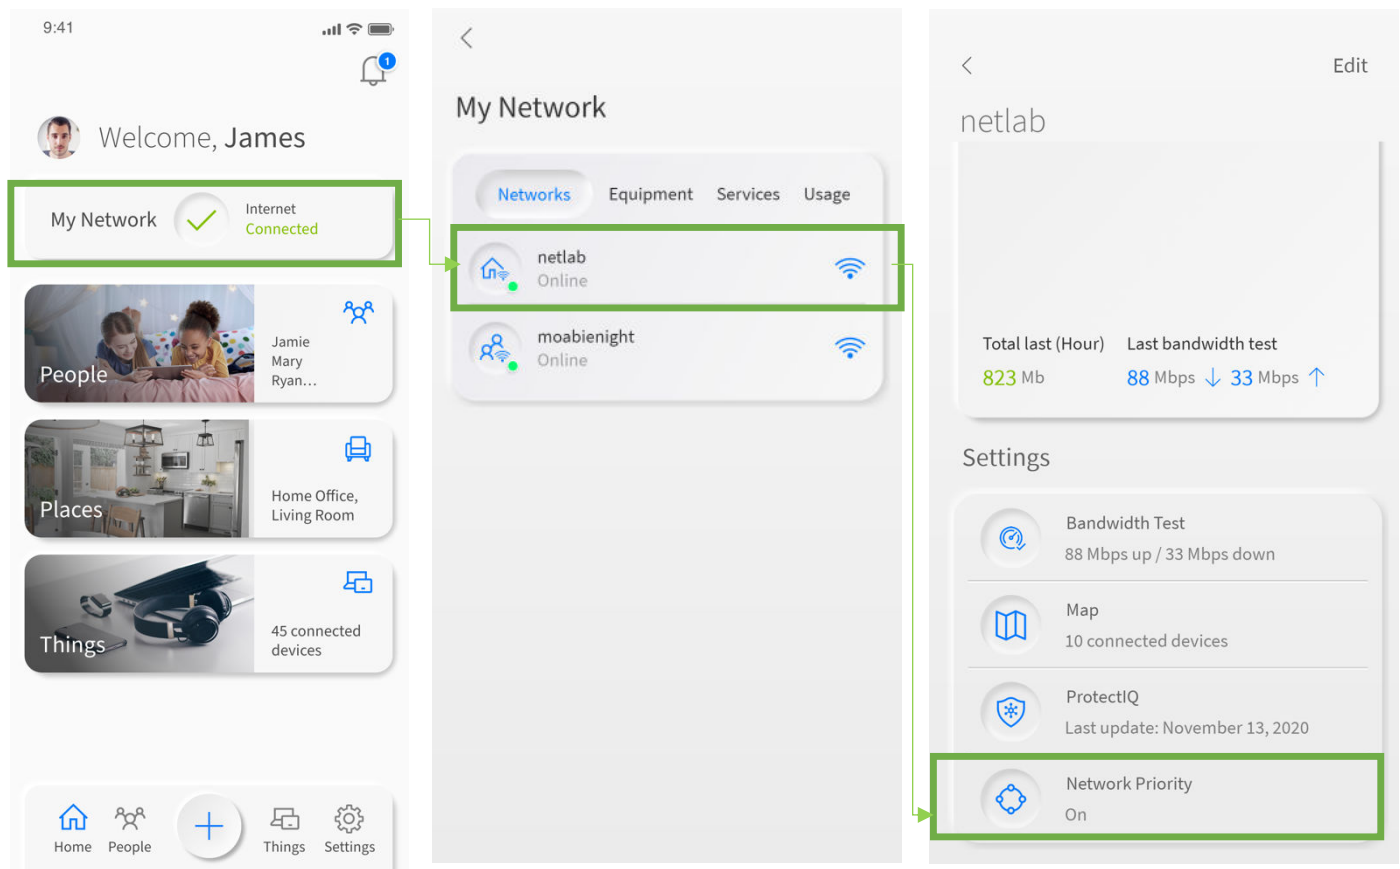 9:41
1
Welcome, James
My Network
Internet
Connected
People
Jamie
Mary
Ryan...
Places
Home Office,
Living Room
Things
45 connected
devices
Home
People
Things
Settings
My Network
Networks
Equipment
Services
Usage
netlab
Online
moabienight
Online
Edit
netlab
Total last (Hour)
823 Mb
Last bandwidth test
88 Mbps ↓ 33 Mbps ↑
Settings
Bandwidth Test
88 Mbps up / 33 Mbps down
Map
10 connected devices
ProtectIQ
Last update: November 13, 2020
Network Priority
On